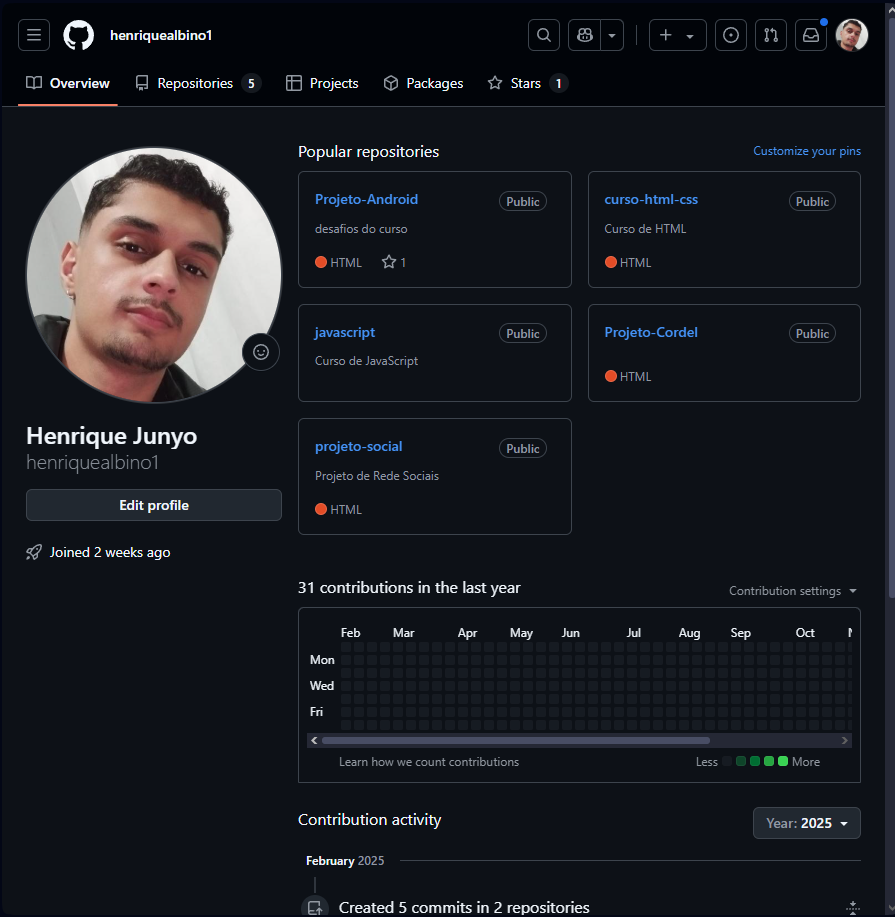 henriquealbino1
Overview Repositories 5 Projects Packages Stars 1
Henrique Junyo
henriquealbino1
Edit profile
Joined 2 weeks ago
Popular repositories Customize your pins
Projeto-Android Public
desafios do curso
HTML 1
curso-html-css Public
Curso de HTML
HTML
javascript Public
Curso de JavaScript
Projeto-Cordel Public
HTML
projeto-social Public
Projeto de Rede Sociais
HTML
31 contributions in the last year Contribution settings
Feb Mar Apr May Jun Jul Aug Sep Oct
Mon
Wed
Fri
Learn how we count contributions Less More
Contribution activity Year: 2025
February 2025
Created 5 commits in 2 repositories